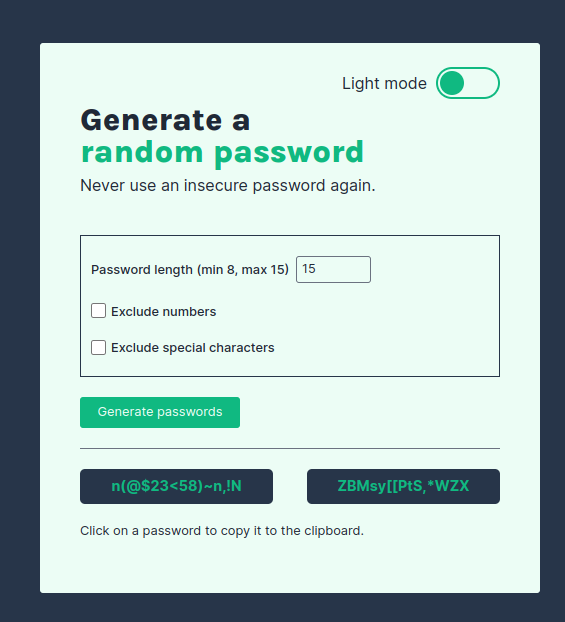 Light mode
Generate a
random password
Never use an insecure password again.
Password length (min 8, max 15) 15
Exclude numbers
Exclude special characters
Generate passwords
n(@$23<58)~n,!N ZBMsy[[PtS,*WZX
Click on a password to copy it to the clipboard.